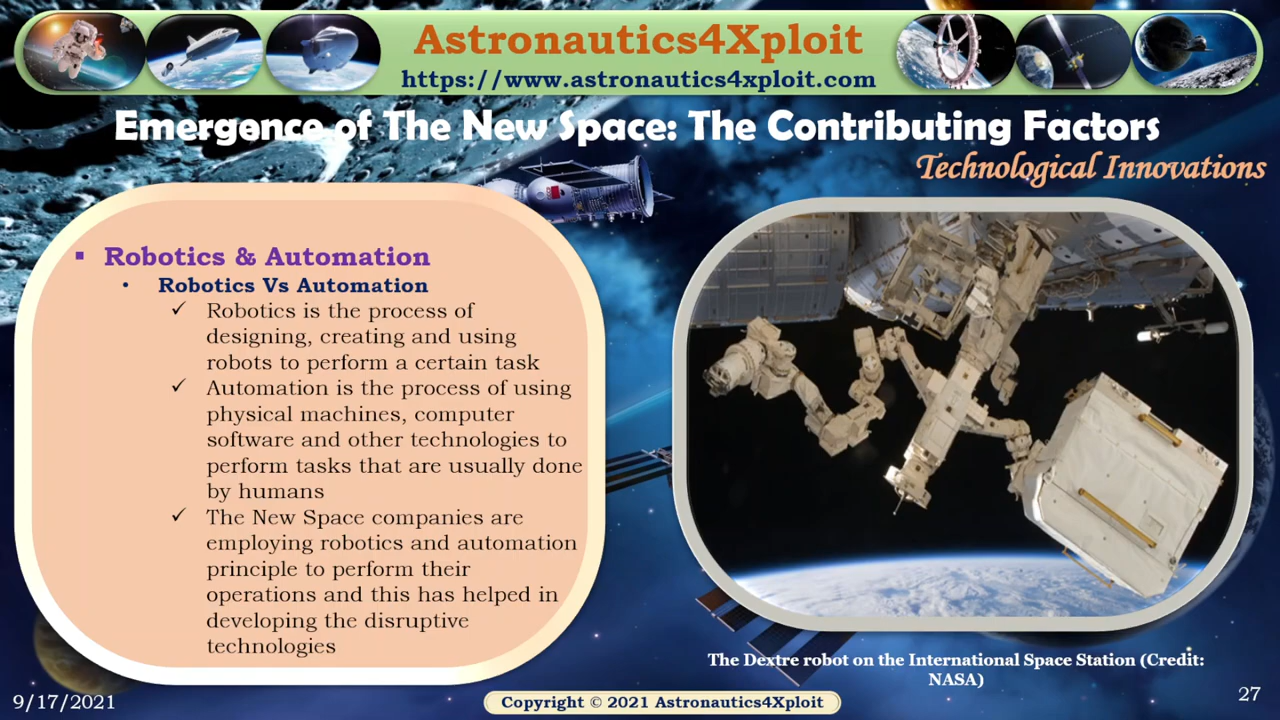 Astronautics4Xploit
https://www.astronautics4xploit.com
Emergence of The New Space: The Contributing Factors
Technological Innovations
▪ Robotics & Automation
• Robotics Vs Automation
✓ Robotics is the process of
designing, creating and using
robots to perform a certain task
✓ Automation is the process of using
physical machines, computer
software and other technologies to
perform tasks that are usually done
by humans
✓ The New Space companies are
employing robotics and automation
principle to perform their
operations and this has helped in
developing the disruptive
technologies
The Dextre robot on the International Space Station (Credit:
NASA)
9/17/2021
Copyright © 2021 Astronautics4Xploit
27